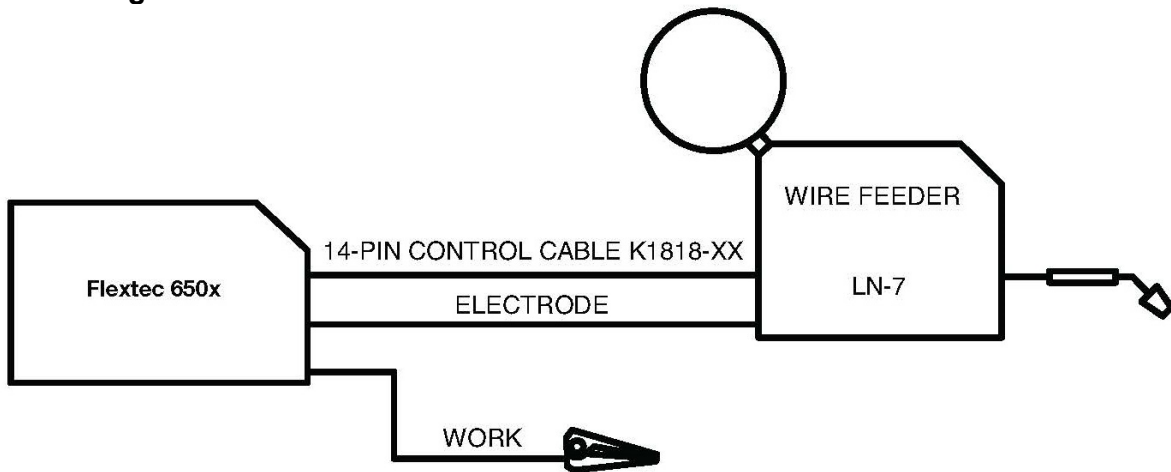 WIRE FEEDER
14-PIN CONTROL CABLE K1818-XX
Flextec 650x
LN-7
ELECTRODE
WORK